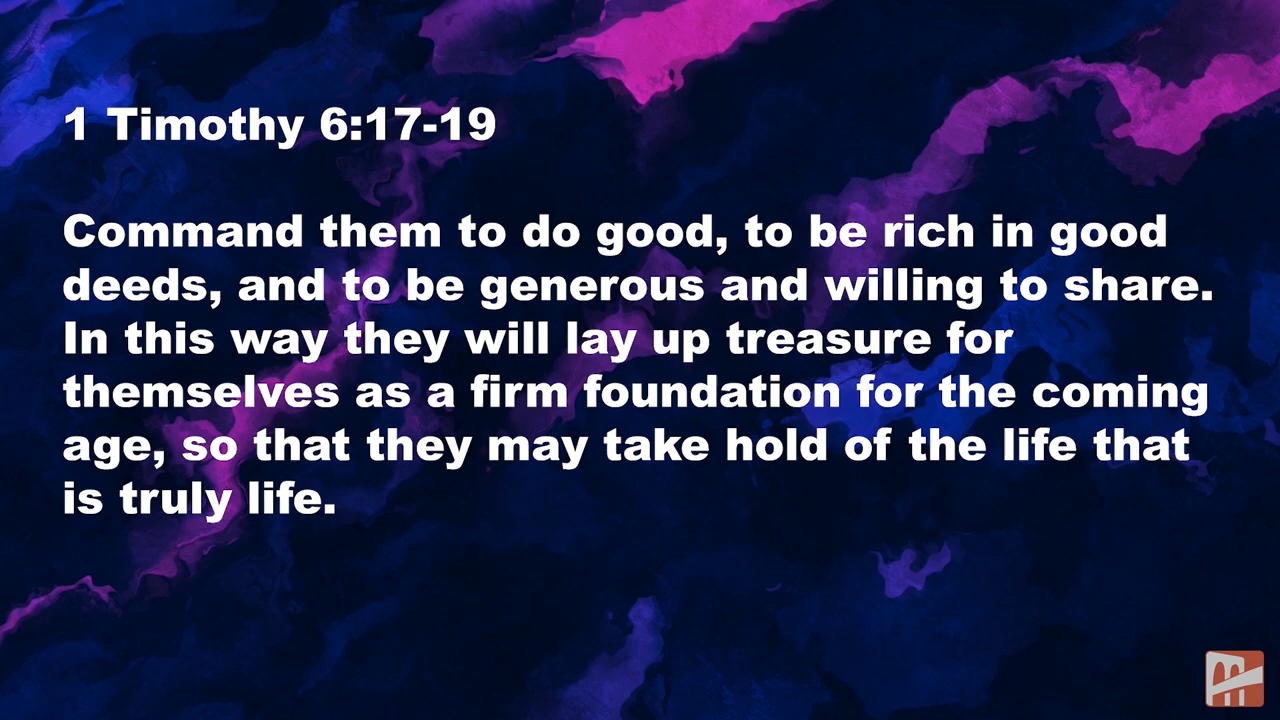 1 Timothy 6:17-19
Command them to do good, to be rich in good
deeds, and to be generous and willing to share.
In this way they will lay up treasure for
themselves as a firm foundation for the coming
age, so that they may take hold of the life that
is truly life.